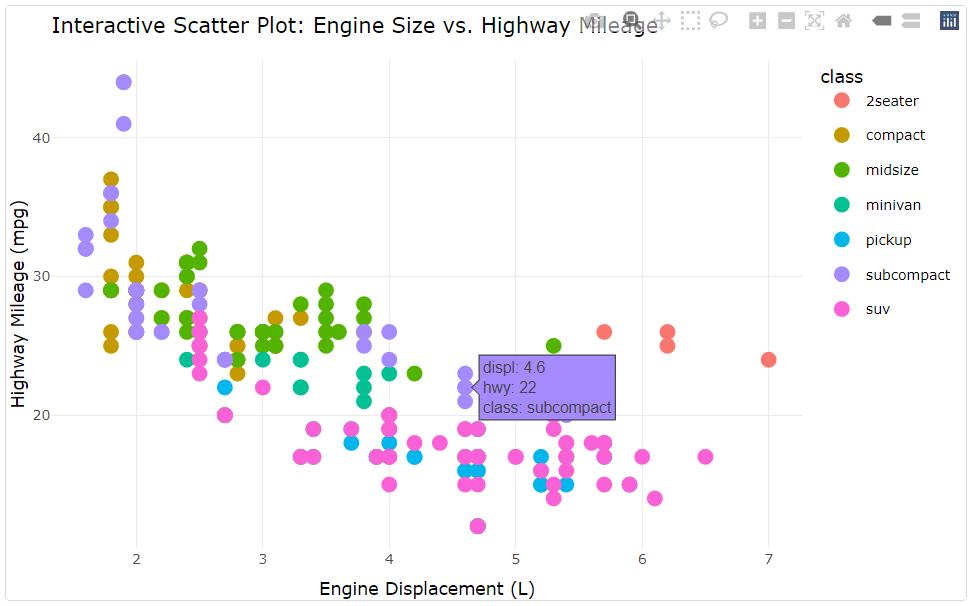 Interactive Scatter Plot: Engine Size vs. Highway Mileage
class
2seater
compact
midsize
minivan
pickup
subcompact
suv
Highway Mileage (mpg)
40
30
20
displ: 4.6
hwy: 22
class: subcompact
2
3
4
5
6
7
Engine Displacement (L)